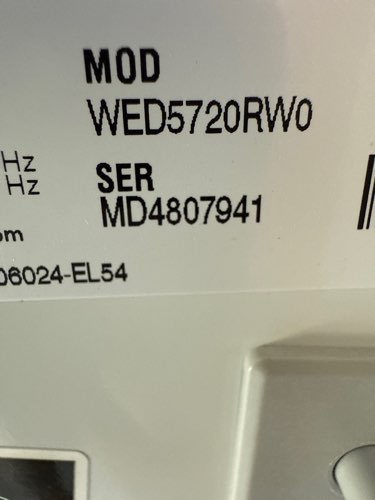 MOD
WED5720RW0
Hz
Hz
SER
MD4807941
om
06024-EL54